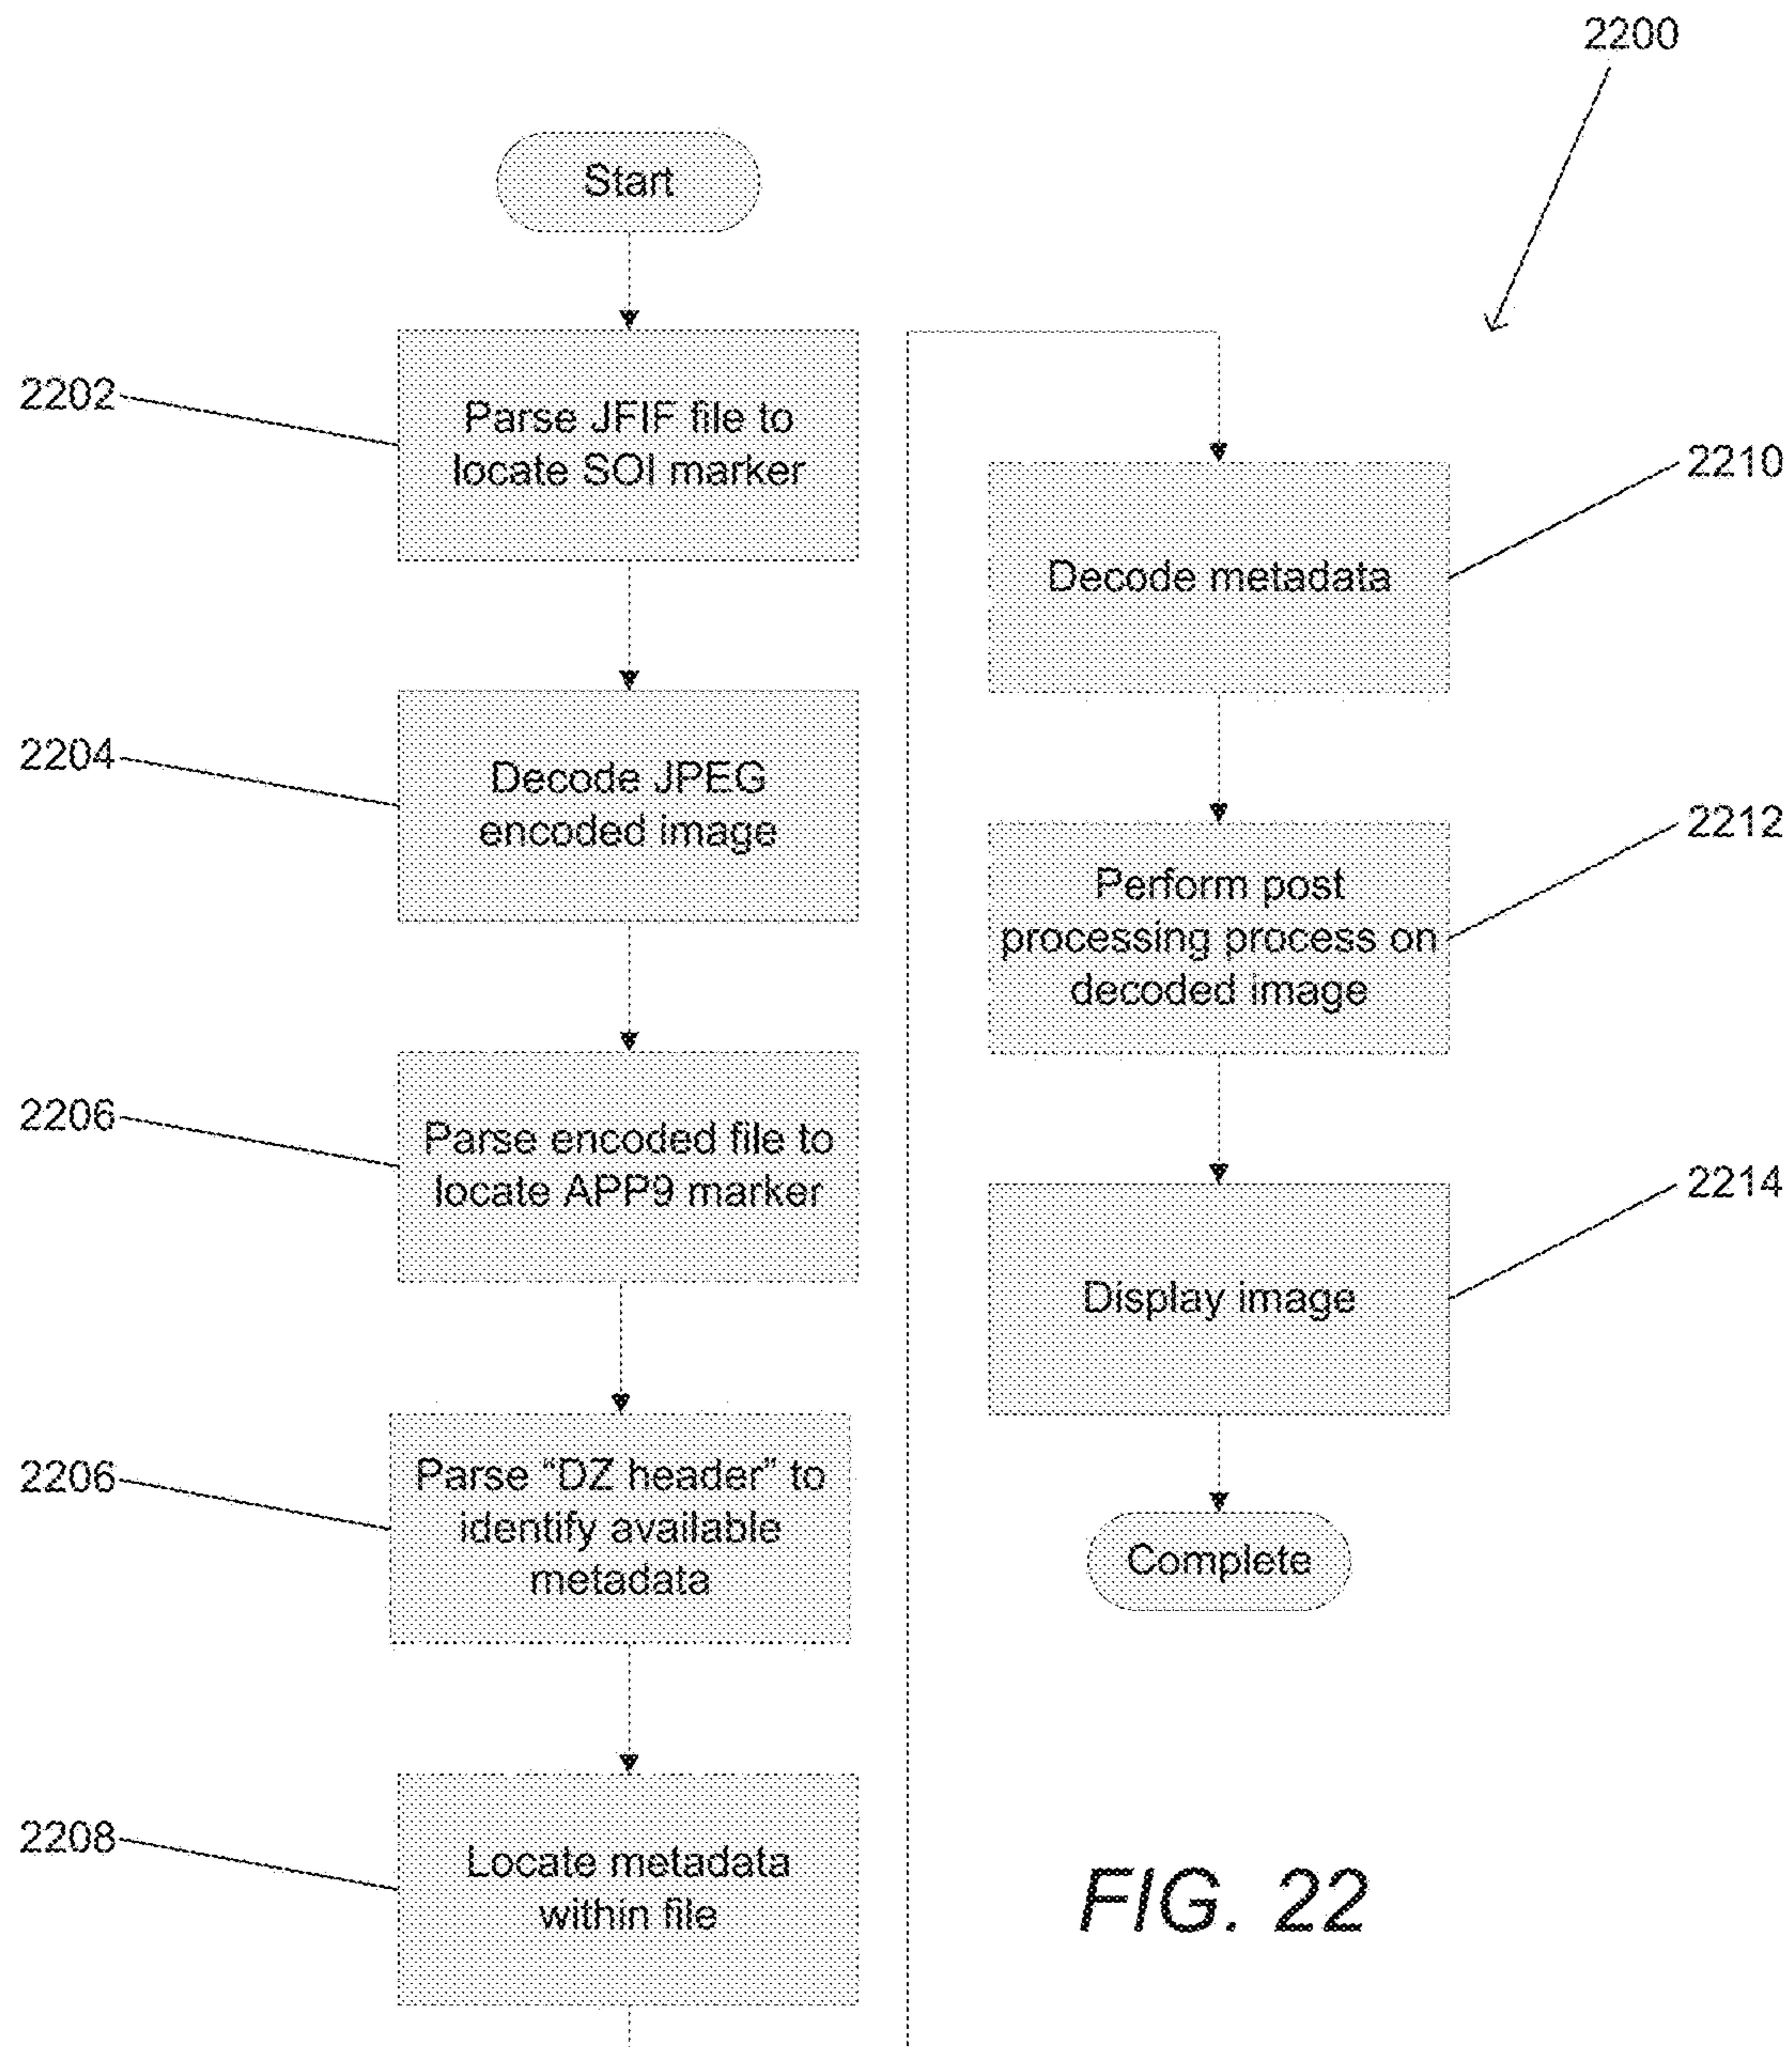 2200
Start
2202
Parse JFIF file to
locate SOI marker
2204
Decode JPEG
encoded image
2206
Parse encoded file to
locate APP9 marker
2206
Parse “DZ header” to
identify available
metadata
2208
Locate metadata
within file
2210
Decode metadata
2212
Perform post
processing process on
decoded image
2214
Display image
Complete
FIG. 22